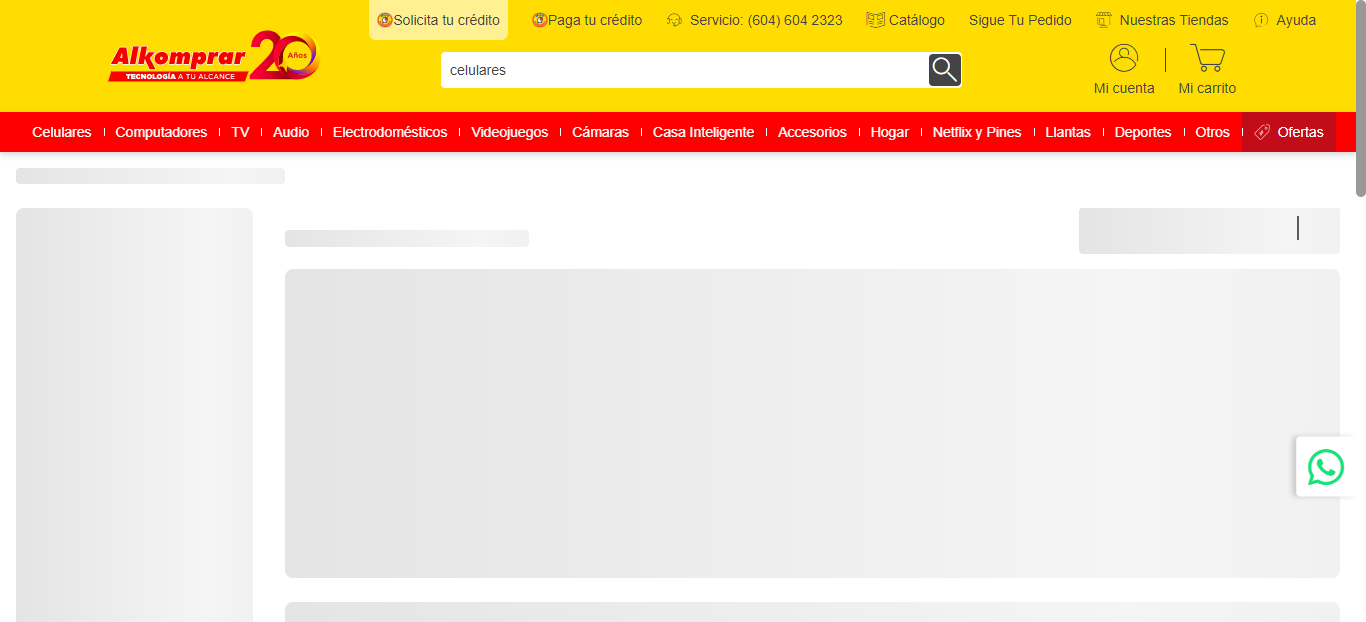 Solicita tu crédito
Paga tu crédito
Servicio: (604) 604 2323
Catálogo
Sigue Tu Pedido
Nuestras Tiendas
Ayuda
Alkomprar 20 Años
TECNOLOGÍA A TU ALCANCE
celulares
Mi cuenta
Mi carrito
Celulares
Computadores
TV
Audio
Electrodomésticos
Videojuegos
Cámaras
Casa Inteligente
Accesorios
Hogar
Netflix y Pines
Llantas
Deportes
Otros
Ofertas